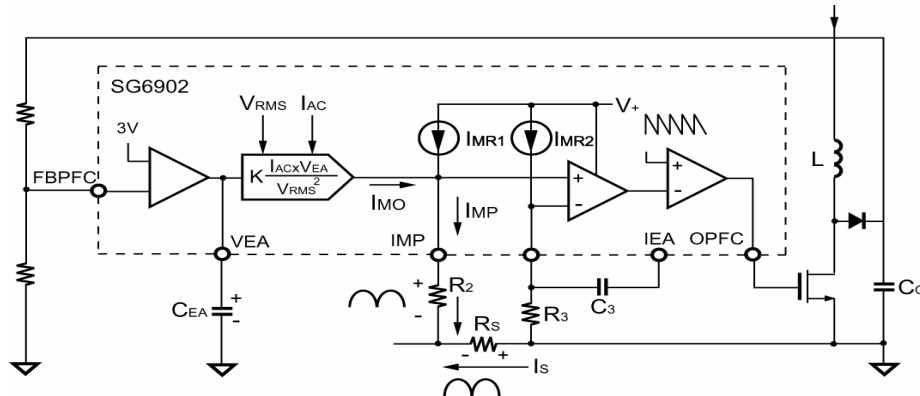 SG6902
VRMS IAC
3V
IMR1
IMR2
V+
L
FBPFC
K IACxVEA
VRMS2
+
-
+
-
IMO
IMP
VEA
IMP
IEA
OPFC
CEA
+
-
+
-
R2
C3
R3
CO
RS
- +
IS